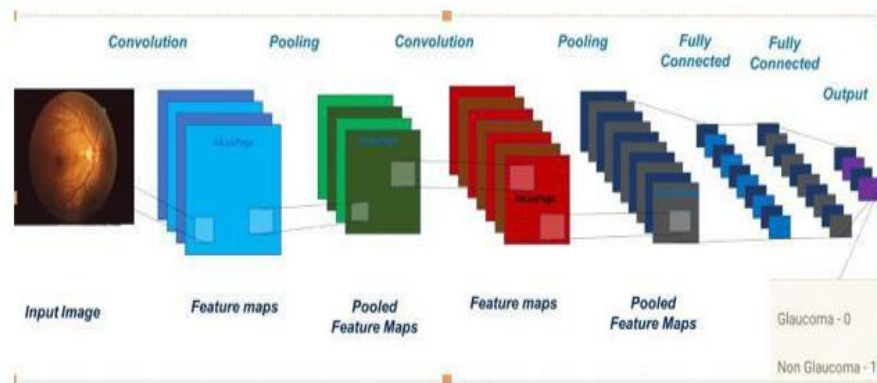 Convolution
Pooling
Convolution
Pooling
Fully
Connected
Fully
Connected
Output
Input Image
Feature maps
Pooled
Feature Maps
Feature maps
Pooled
Feature Maps
Glaucoma - 0
Non Glaucoma - 1